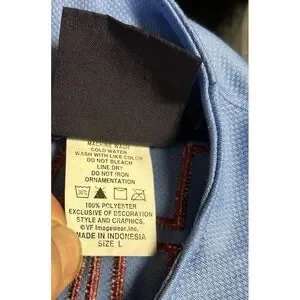 MACHINE WASH
COLD WATER
WASH WITH LIKE COLOR
DO NOT BLEACH
LINE DRY
DO NOT IRON
ORNAMENTATION
100% POLYESTER
EXCLUSIVE OF DECORATION
STYLE AND GRAPHICS.
©VF Imagewear,Inc.
MADE IN INDONESIA
SIZE L